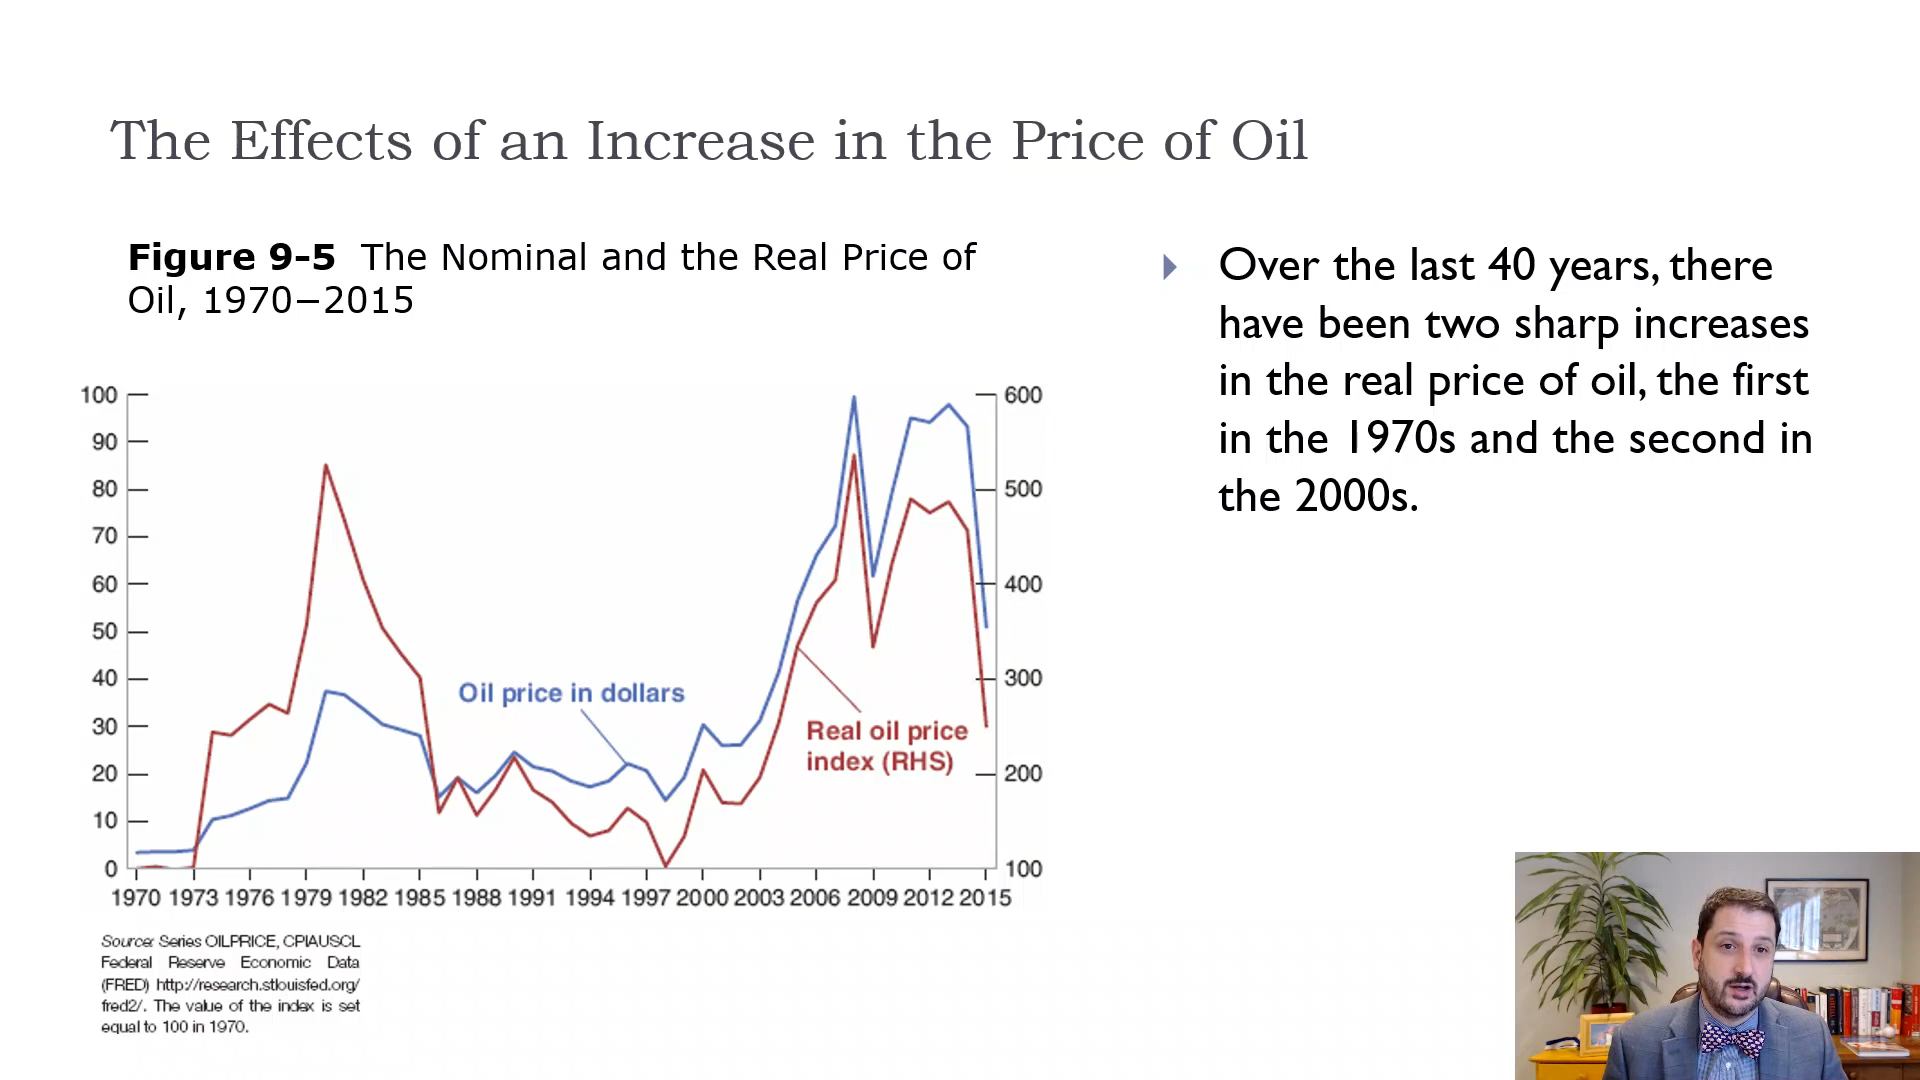 The Effects of an Increase in the Price of Oil
Figure 9-5 The Nominal and the Real Price of
Oil, 1970−2015
Over the last 40 years, there
have been two sharp increases
in the real price of oil, the first
in the 1970s and the second in
the 2000s.
100
90
80
70
60
50
40
30
20
10
0
600
500
400
300
200
100
Oil price in dollars
Real oil price
index (RHS)
1970 1973 1976 1979 1982 1985 1988 1991 1994 1997 2000 2003 2006 2009 2012 2015
Source: Series OILPRICE, CPIAUSCL
Federal Reserve Economic Data
(FRED) http://research.stlouisfed.org/
fred2/. The value of the index is set
equal to 100 in 1970.